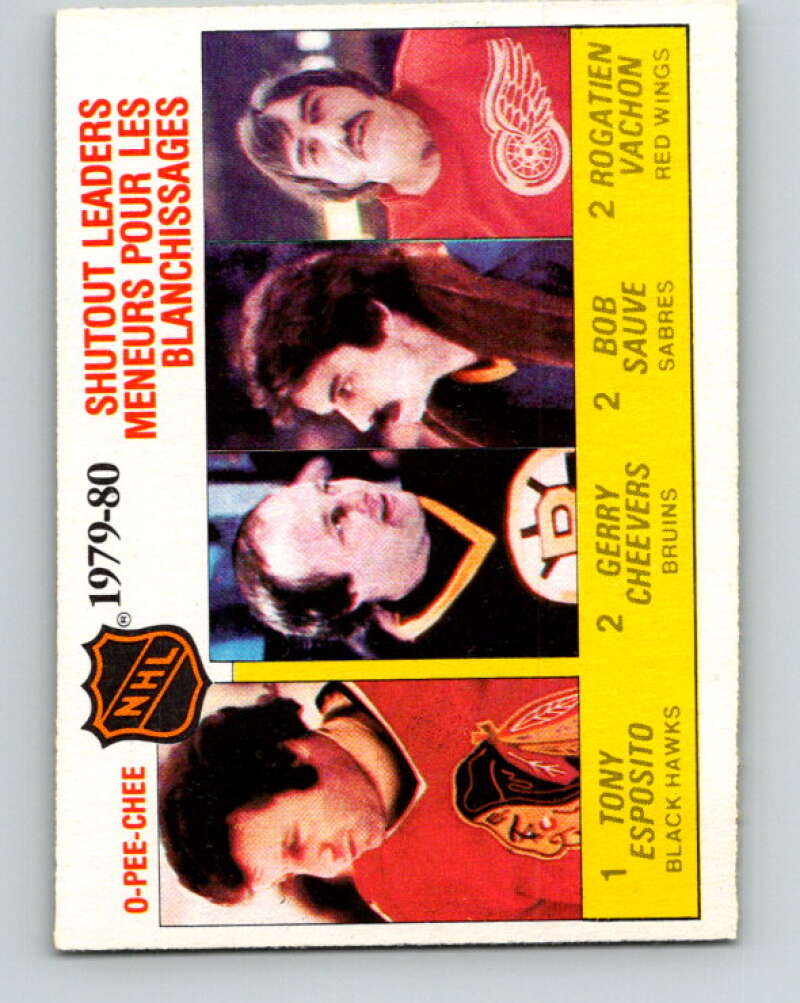 O-PEE-CHEE
NHL
® 1979-80
SHUTOUT LEADERS
MENEURS POUR LES
BLANCHISSAGES
B
1 TONY
ESPOSITO
BLACK HAWKS
2 GERRY
CHEEVERS
BRUINS
2 BOB
SAUVE
SABRES
2 ROGATIEN
VACHON
RED WINGS